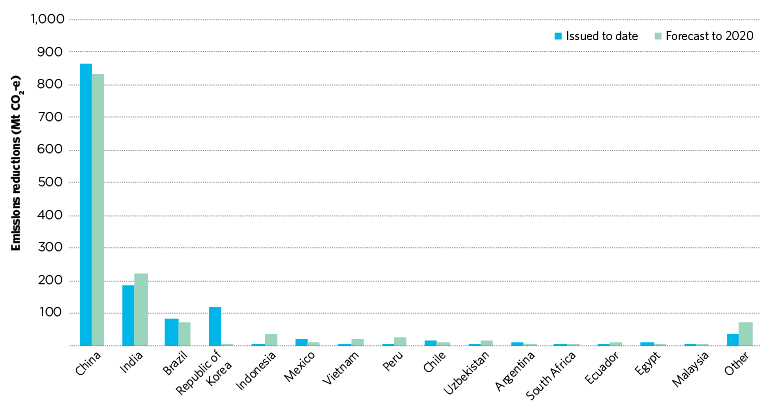 1,000
Issued to date
Forecast to 2020
900
800
700
600
500
400
300
200
100
Emissions reductions (Mt CO₂-e)
China
India
Brazil
Republic of
Korea
Indonesia
Mexico
Vietnam
Peru
Chile
Uzbekistan
Argentina
South Africa
Ecuador
Egypt
Malaysia
Other